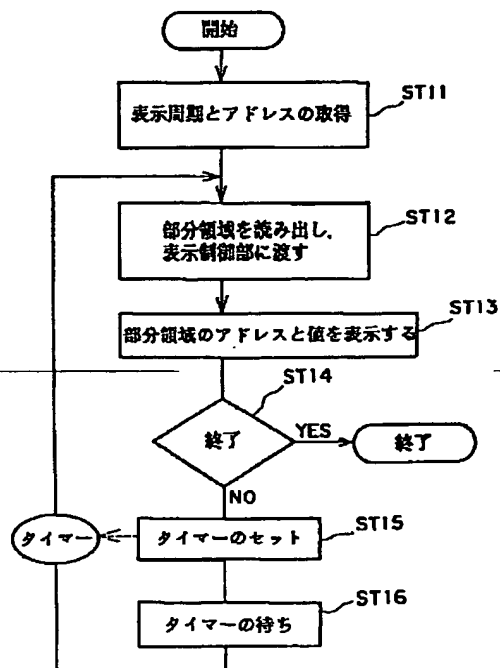 開始
ST11
表示周期とアドレスの取得
ST12
部分領域を読み出し、
表示制御部に渡す
ST13
部分領域のアドレスと値を表示する
ST14
終了
YES
終了
NO
ST15
タイマー
タイマーのセット
ST16
タイマーの待ち